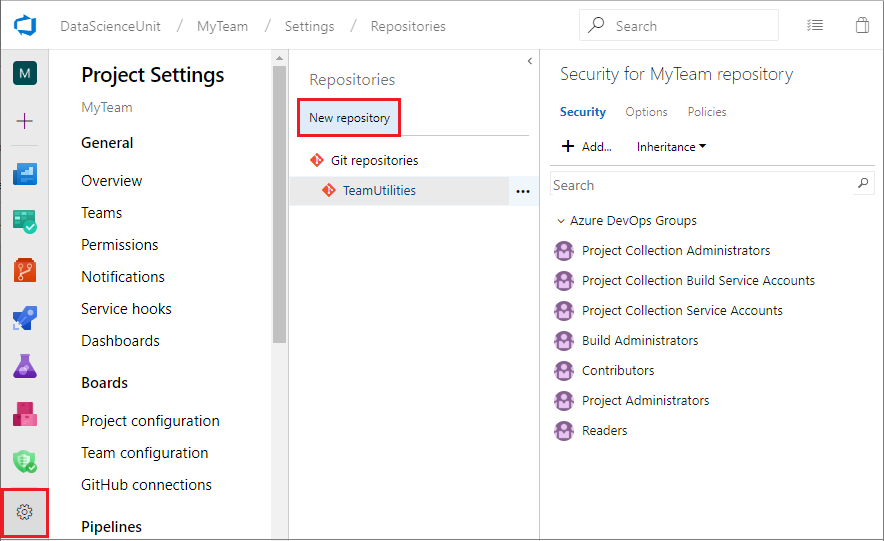 DataScienceUnit / MyTeam / Settings / Repositories
Search
M
Project Settings
MyTeam
General
Overview
Teams
Permissions
Notifications
Service hooks
Dashboards
Boards
Project configuration
Team configuration
GitHub connections
Pipelines
Repositories
New repository
Git repositories
TeamUtilities
Security for MyTeam repository
Security Options Policies
+ Add... Inheritance
Search
Azure DevOps Groups
Project Collection Administrators
Project Collection Build Service Accounts
Project Collection Service Accounts
Build Administrators
Contributors
Project Administrators
Readers